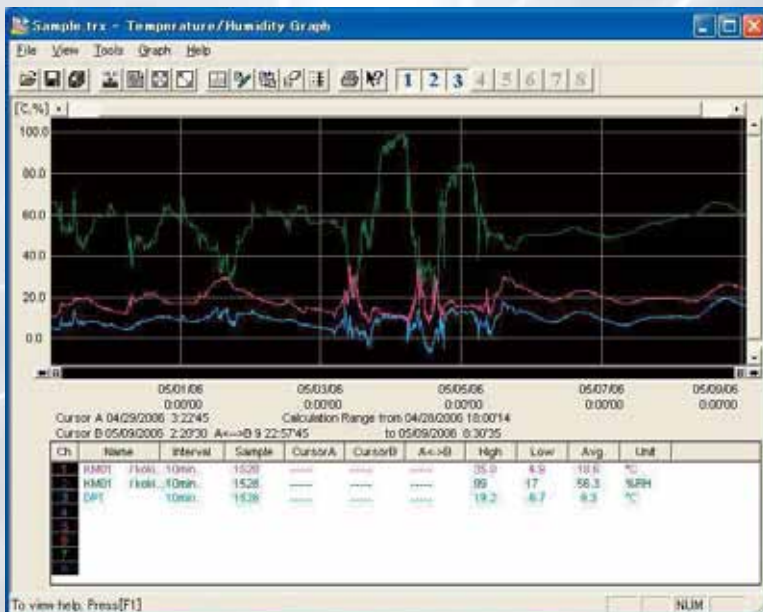 Sample.trx - Temperature/Humidity Graph
File View Tools Graph Help
1 2 3 4 5 6 7 8
[℃,%]
100.0
80.0
60.0
40.0
20.0
0.0
05/01/06 05/03/06 05/05/06 05/07/06 05/09/06
0:00'00 0:00'00 0:00'00 0:00'00 0:00'00
Cursor A 04/29/2006 3:22'45 Calculation Range from 04/28/2006 18:00'14
Cursor B 05/09/2006 2:20'30 A<-->B 9 22:57'45 to 05/09/2006 8:30'35
Ch Name Interval Sample CursorA CursorB A<->B High Low Avg Unit
1 KM01 10min. 1528 ----- ----- ----- 35.0 18.6 ℃
2 KM01 10min. 1528 ----- ----- ----- 99 17 56.3 %RH
3 DPT 10min. 1528 ----- ----- ----- 19.2 ℃
4
5
6
7
8
To view help, Press[F1] NUM